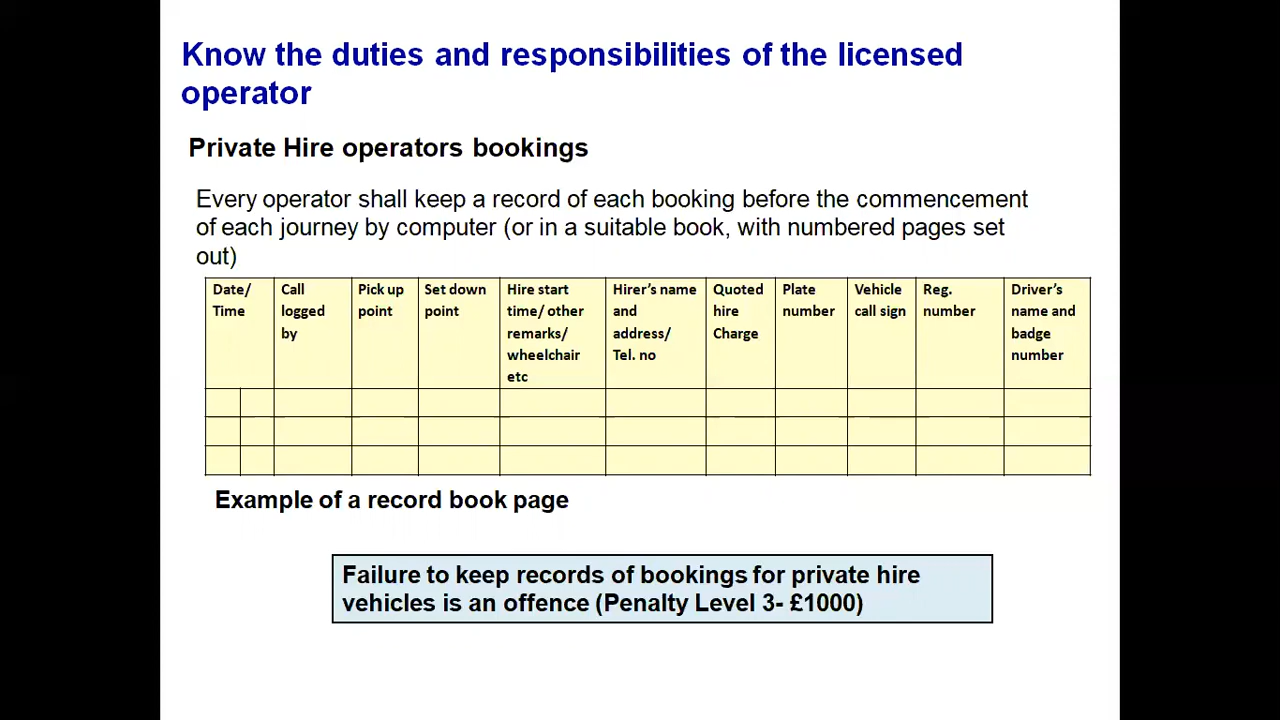 Know the duties and responsibilities of the licensed
operator
Private Hire operators bookings
Every operator shall keep a record of each booking before the commencement
of each journey by computer (or in a suitable book, with numbered pages set
out)
Date/
Time
Call
logged
by
Pick up
point
Set down
point
Hire start
time/ other
remarks/
wheelchair
etc
Hirer's name
and
address/
Tel. no
Quoted
hire
Charge
Plate
number
Vehicle
call sign
Reg.
number
Driver's
name and
badge
number
Example of a record book page
Failure to keep records of bookings for private hire
vehicles is an offence (Penalty Level 3- £1000)